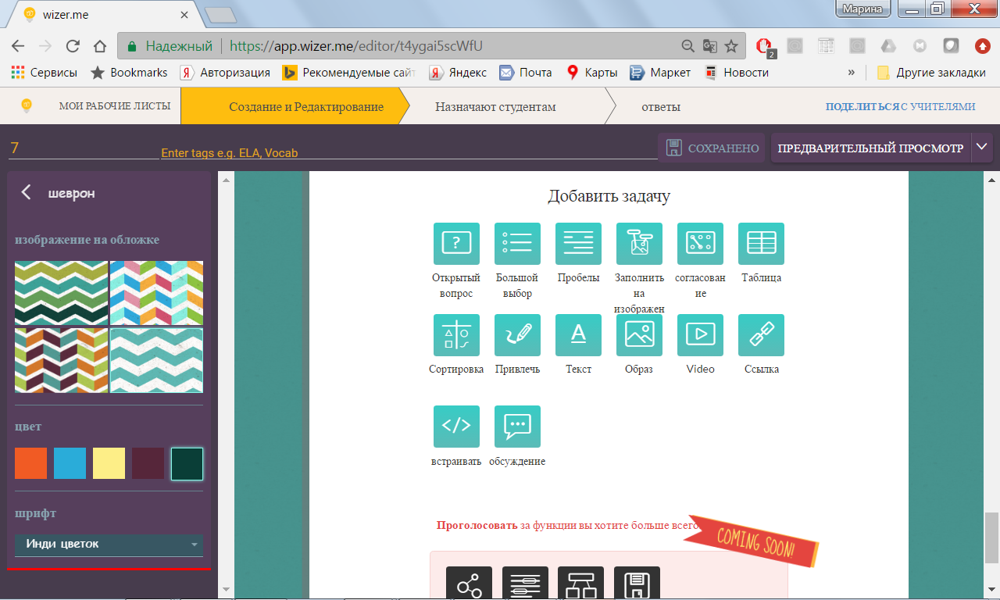 wizer.me
Марина
Надежный
https://app.wizer.me/editor/t4ygai5scWfU
2
Сервисы
Bookmarks
Авторизация
Рекомендуемые сайт
Яндекс
Почта
Карты
Маркет
Новости
»
Другие закладки
МОИ РАБОЧИЕ ЛИСТЫ
Создание и Редактирование
Назначают студентам
ответы
ПОДЕЛИТЬСЯ С УЧИТЕЛЯМИ
7
Enter tags e.g. ELA, Vocab
СОХРАНЕНО
ПРЕДВАРИТЕЛЬНЫЙ ПРОСМОТР
шеврон
изображение на обложке
цвет
шрифт
Инди цветок
Добавить задачу
Открытый
вопрос
Большой
выбор
Пробелы
Заполнить
на
изображен
согласован
ие
Таблица
Сортировка
Привлечь
Текст
Образ
Video
Ссылка
встраивать
обсуждение
Проголосовать за функции вы хотите больше всего
COMING SOON!